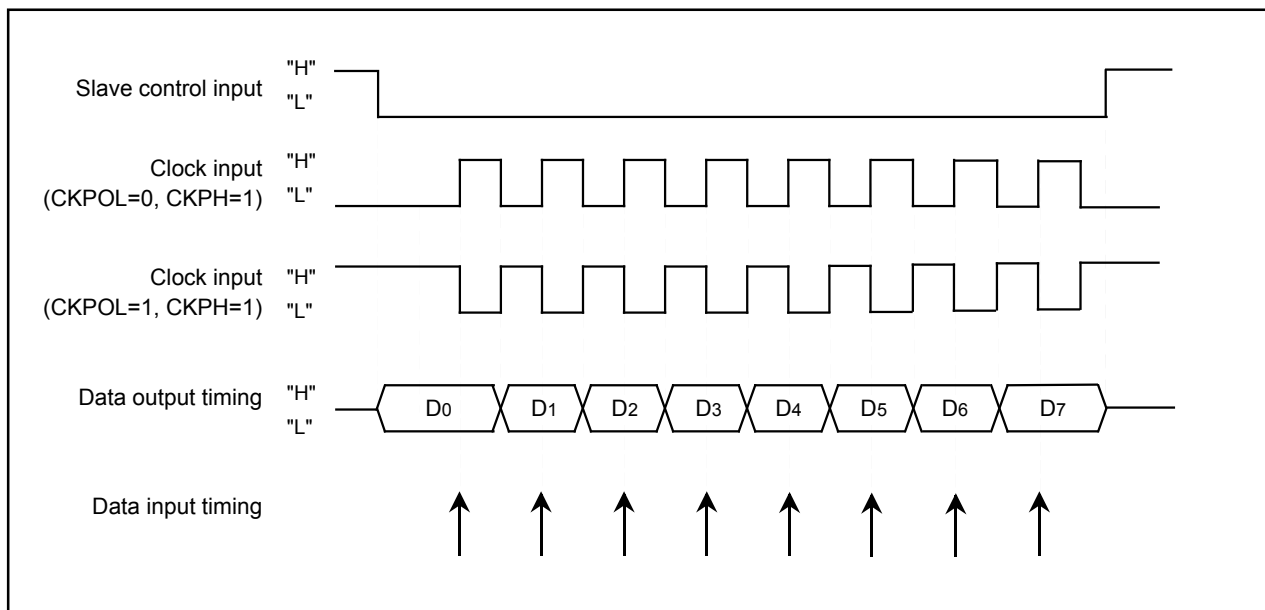 Slave control input
"H"
"L"
Clock input
(CKPOL=0, CKPH=1)
"H"
"L"
Clock input
(CKPOL=1, CKPH=1)
"H"
"L"
Data output timing
"H"
"L"
D0 D1 D2 D3 D4 D5 D6 D7
Data input timing